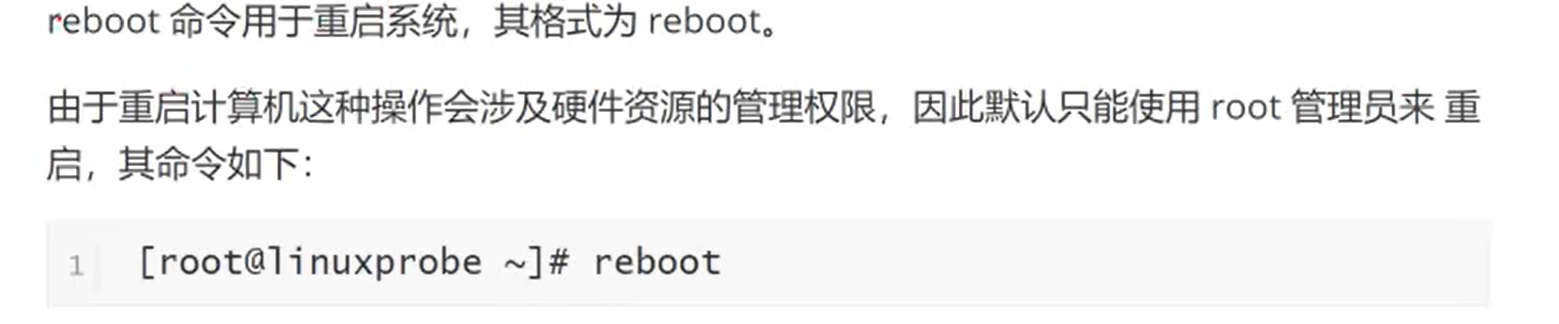 reboot 命令用于重启系统，其格式为 reboot。
由于重启计算机这种操作会涉及硬件资源的管理权限，因此默认只能使用 root 管理员来 重
启，其命令如下：
1 [root@linuxprobe ~]# reboot